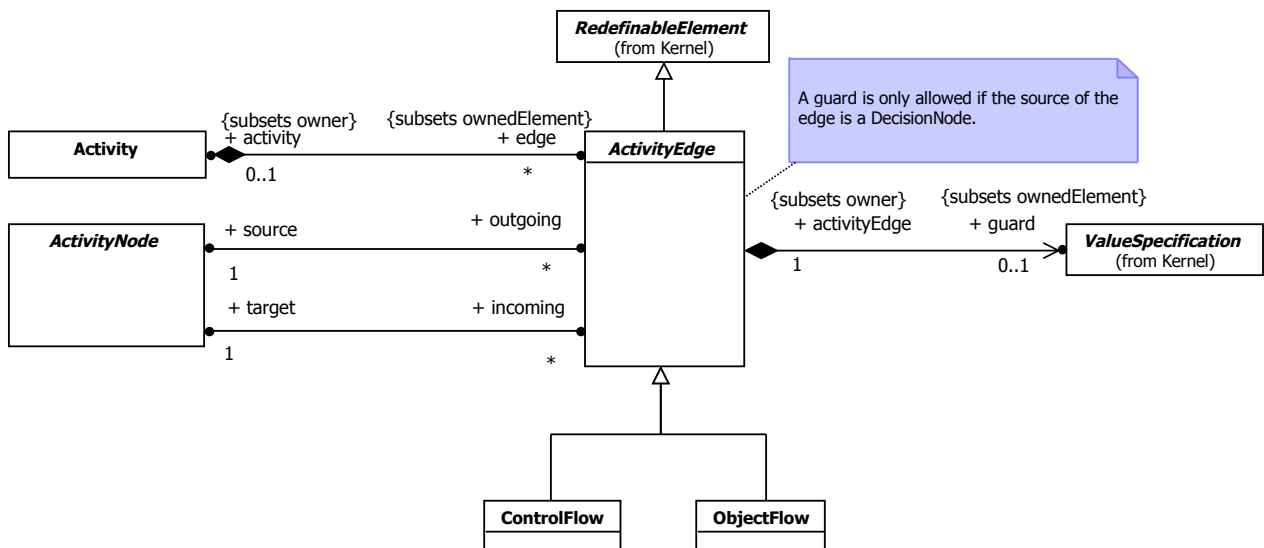 RedefinableElement
(from Kernel)
A guard is only allowed if the source of the
edge is a DecisionNode.
{subsets owner}
{subsets ownedElement}
+ activity
+ edge
Activity
ActivityEdge
0..1
*
{subsets owner}
{subsets ownedElement}
+ activityEdge
+ guard
ActivityNode
+ source
+ outgoing
ValueSpecification
(from Kernel)
1
*
1
0..1
+ target
+ incoming
1
*
ControlFlow
ObjectFlow